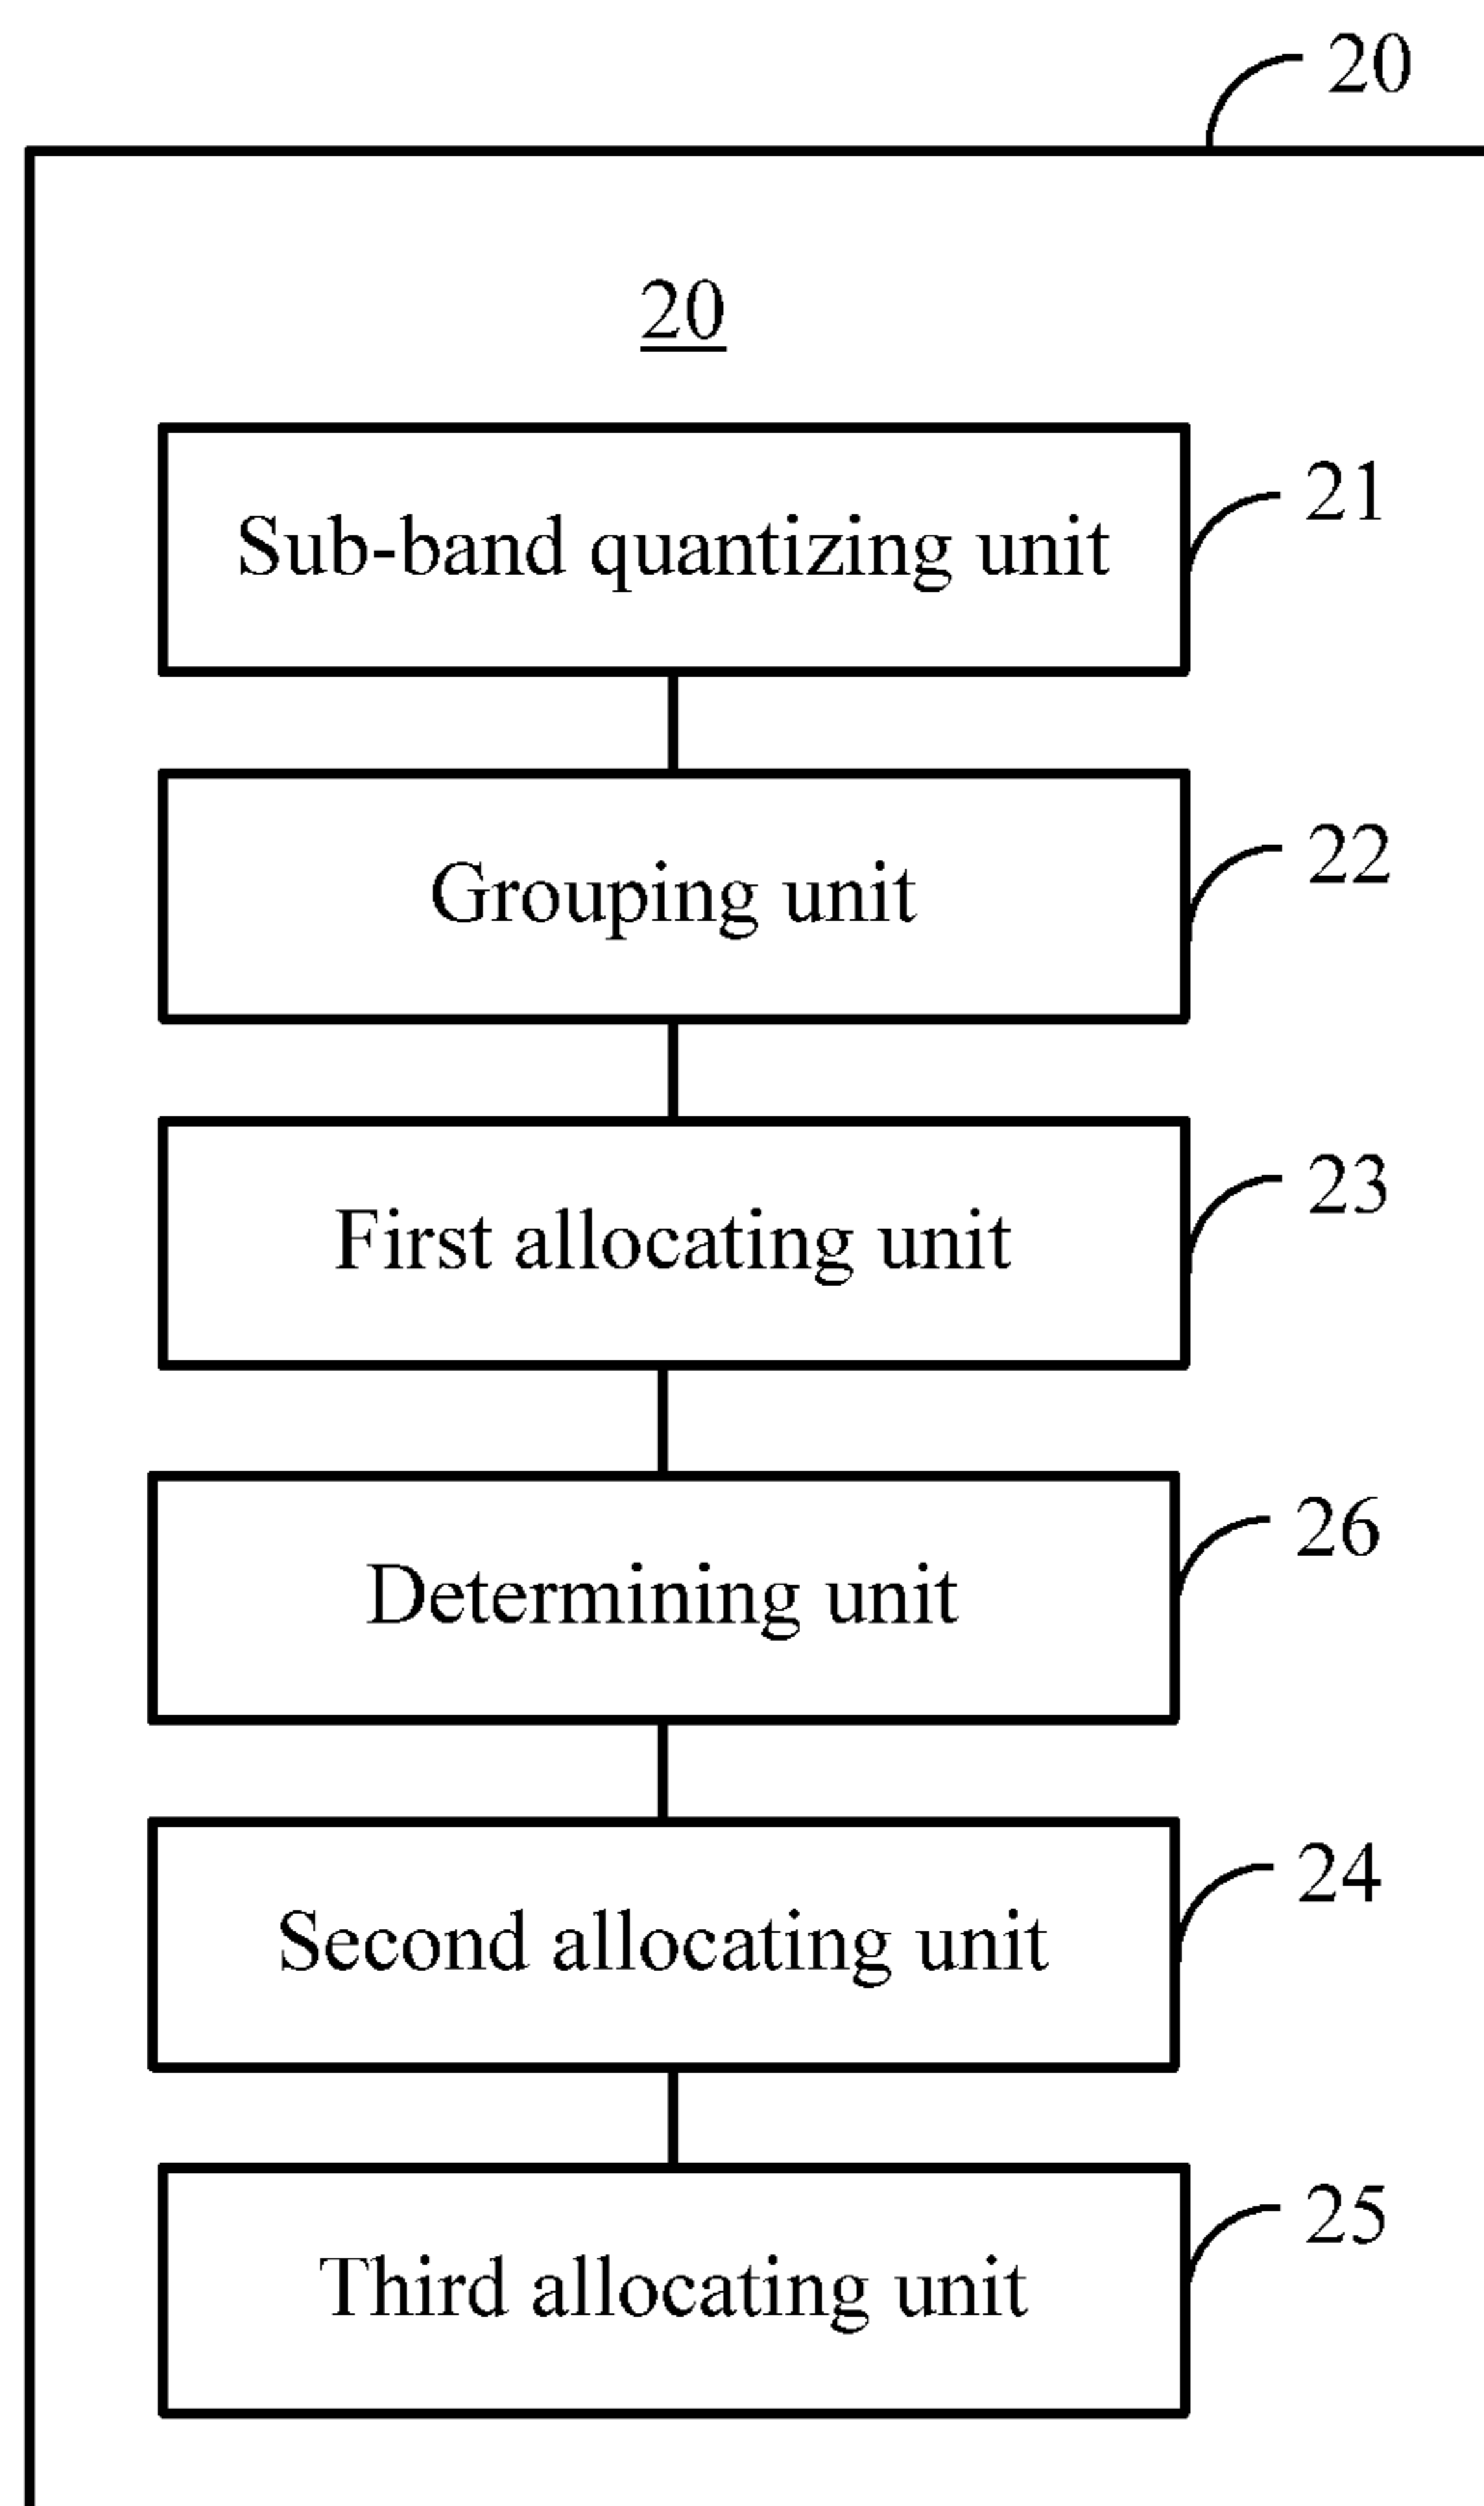 20
20
Sub-band quantizing unit
21
Grouping unit
22
First allocating unit
23
Determining unit
26
Second allocating unit
24
Third allocating unit
25